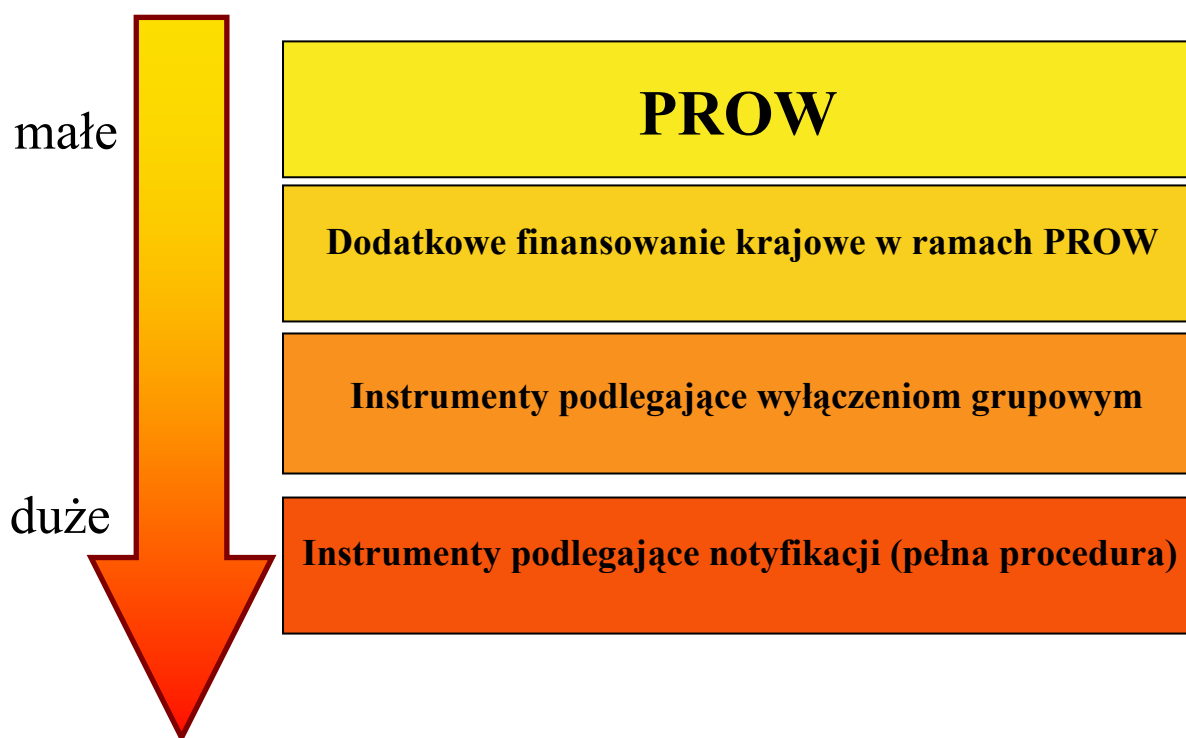 PROW
małe
Dodatkowe finansowanie krajowe w ramach PROW
Instrumenty podlegające wyłączeniom grupowym
duże
Instrumenty podlegające notyfikacji (pełna procedura)